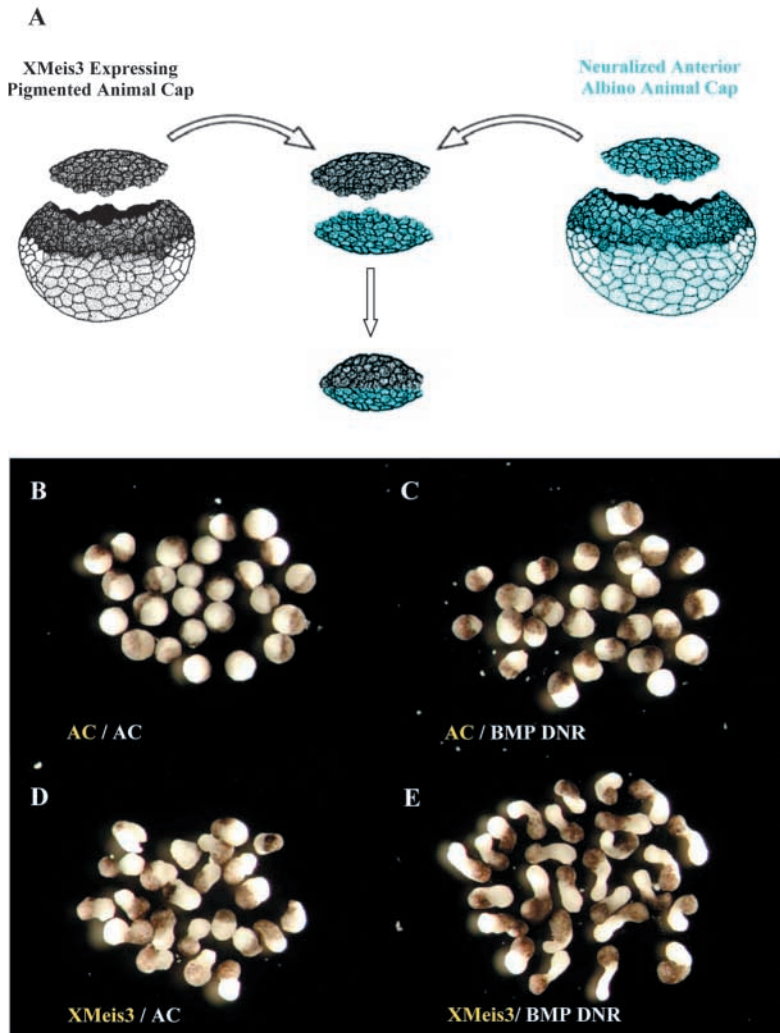 A
XMeis3 Expressing
Pigmented Animal Cap
Neuralized Anterior
Albino Animal Cap
B
C
AC / AC
AC / BMP DNR
D
E
XMeis3 / AC
XMeis3/ BMP DNR